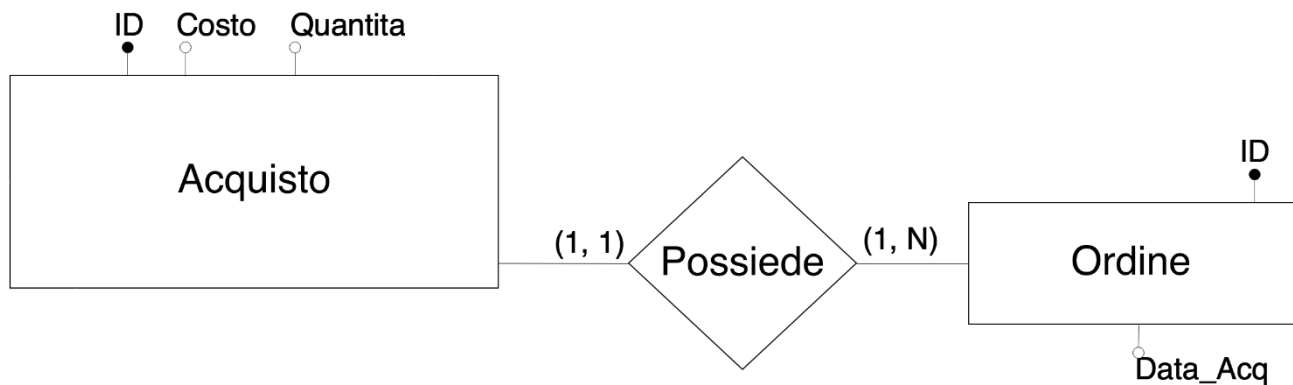 ID Costo Quantita
Acquisto
(1, 1)
Possiede
(1, N)
ID
Ordine
Data_Acq